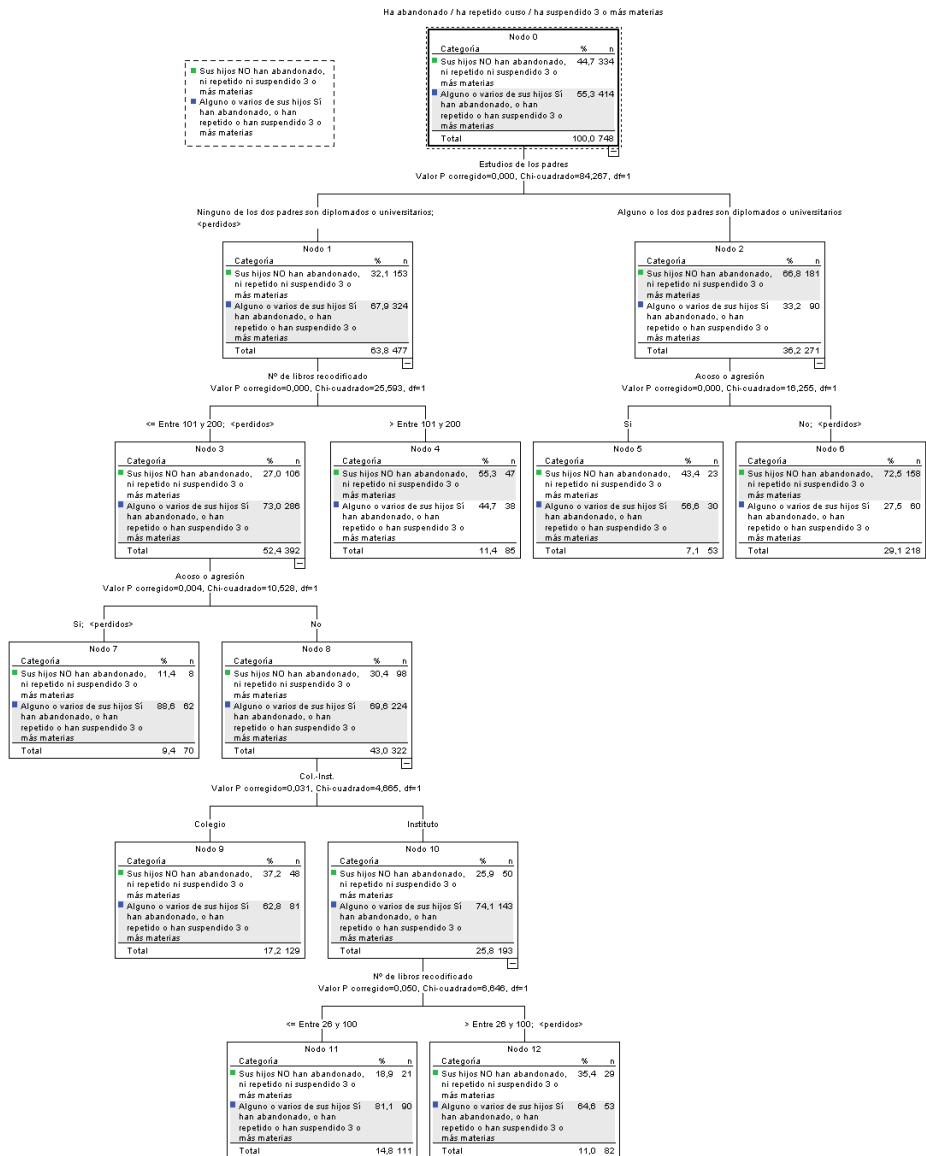 Ha abandonado / ha repetido curso / ha suspendido 3 o más materias
Nodo 0
Categoría % n
Sus hijos NO han abandonado, 44,7 334
ni repetido ni suspendido 3 o
más materias
Alguno o varios de sus hijos Sí 55,3 414
han abandonado, o han
repetido o han suspendido 3 o
más materias
Total 100,0 748
Sus hijos NO han abandonado,
ni repetido ni suspendido 3 o
más materias
Alguno o varios de sus hijos Sí
han abandonado, o han
repetido o han suspendido 3 o
más materias
Estudios de los padres
Valor P corregido=0,000, Chi-cuadrado=84,267, df=1
Ninguno de los dos padres son diplomados o universitarios;
<perdidos>
Alguno o los dos padres son diplomados o universitarios
Nodo 1
Categoría % n
Sus hijos NO han abandonado, 32,1 153
ni repetido ni suspendido 3 o
más materias
Alguno o varios de sus hijos Sí 67,9 324
han abandonado, o han
repetido o han suspendido 3 o
más materias
Total 63,8 477
Nodo 2
Categoría % n
Sus hijos NO han abandonado, 66,8 181
ni repetido ni suspendido 3 o
más materias
Alguno o varios de sus hijos Sí 33,2 90
han abandonado, o han
repetido o han suspendido 3 o
más materias
Total 36,2 271
Nº de libros recodificado
Valor P corregido=0,000, Chi-cuadrado=25,593, df=1
Acoso o agresión
Valor P corregido=0,000, Chi-cuadrado=16,255, df=1
<= Entre 101 y 200; <perdidos>
> Entre 101 y 200
Si
No; <perdidos>
Nodo 3
Categoría % n
Sus hijos NO han abandonado, 27,0 106
ni repetido ni suspendido 3 o
más materias
Alguno o varios de sus hijos Sí 73,0 286
han abandonado, o han
repetido o han suspendido 3 o
más materias
Total 52,4 392
Nodo 4
Categoría % n
Sus hijos NO han abandonado, 55,3 47
ni repetido ni suspendido 3 o
más materias
Alguno o varios de sus hijos Sí 44,7 38
han abandonado, o han
repetido o han suspendido 3 o
más materias
Total 11,4 85
Nodo 5
Categoría % n
Sus hijos NO han abandonado, 43,4 23
ni repetido ni suspendido 3 o
más materias
Alguno o varios de sus hijos Sí 56,6 30
han abandonado, o han
repetido o han suspendido 3 o
más materias
Total 7,1 53
Nodo 6
Categoría % n
Sus hijos NO han abandonado, 72,5 158
ni repetido ni suspendido 3 o
más materias
Alguno o varios de sus hijos Sí 27,5 60
han abandonado, o han
repetido o han suspendido 3 o
más materias
Total 29,1 218
Acoso o agresión
Valor P corregido=0,004, Chi-cuadrado=10,528, df=1
Si; <perdidos>
No
Nodo 7
Categoría % n
Sus hijos NO han abandonado, 11,4 8
ni repetido ni suspendido 3 o
más materias
Alguno o varios de sus hijos Sí 88,6 62
han abandonado, o han
repetido o han suspendido 3 o
más materias
Total 9,4 70
Nodo 8
Categoría % n
Sus hijos NO han abandonado, 30,4 98
ni repetido ni suspendido 3 o
más materias
Alguno o varios de sus hijos Sí 69,6 224
han abandonado, o han
repetido o han suspendido 3 o
más materias
Total 43,0 322
Col.-Inst.
Valor P corregido=0,031, Chi-cuadrado=4,665, df=1
Colegio
Instituto
Nodo 9
Categoría % n
Sus hijos NO han abandonado, 37,2 48
ni repetido ni suspendido 3 o
más materias
Alguno o varios de sus hijos Sí 62,8 81
han abandonado, o han
repetido o han suspendido 3 o
más materias
Total 17,2 129
Nodo 10
Categoría % n
Sus hijos NO han abandonado, 25,9 50
ni repetido ni suspendido 3 o
más materias
Alguno o varios de sus hijos Sí 74,1 143
han abandonado, o han
repetido o han suspendido 3 o
más materias
Total 25,8 193
Nº de libros recodificado
Valor P corregido=0,050, Chi-cuadrado=6,646, df=1
<= Entre 26 y 100
> Entre 26 y 100; <perdidos>
Nodo 11
Categoría % n
Sus hijos NO han abandonado, 18,9 21
ni repetido ni suspendido 3 o
más materias
Alguno o varios de sus hijos Sí 81,1 90
han abandonado, o han
repetido o han suspendido 3 o
más materias
Total 14,8 111
Nodo 12
Categoría % n
Sus hijos NO han abandonado, 35,4 29
ni repetido ni suspendido 3 o
más materias
Alguno o varios de sus hijos Sí 64,6 53
han abandonado, o han
repetido o han suspendido 3 o
más materias
Total 11,0 82